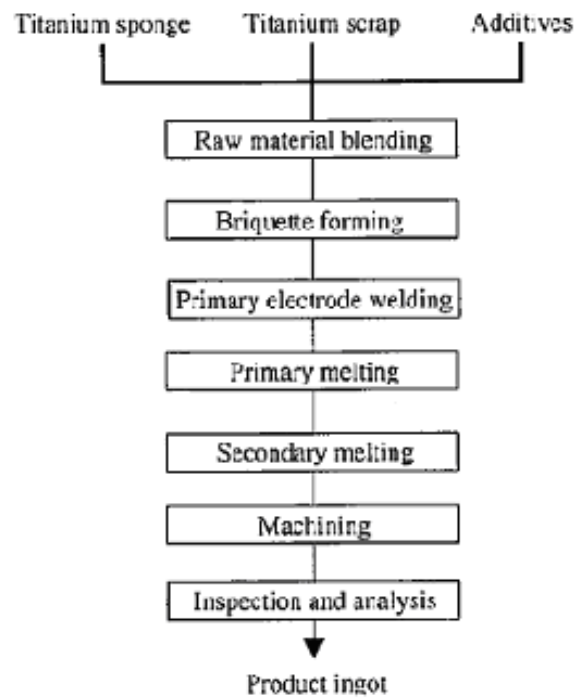 Titanium sponge Titanium scrap Additives
Raw material blending
Briquette forming
Primary electrode welding
Primary melting
Secondary melting
Machining
Inspection and analysis
Product ingot